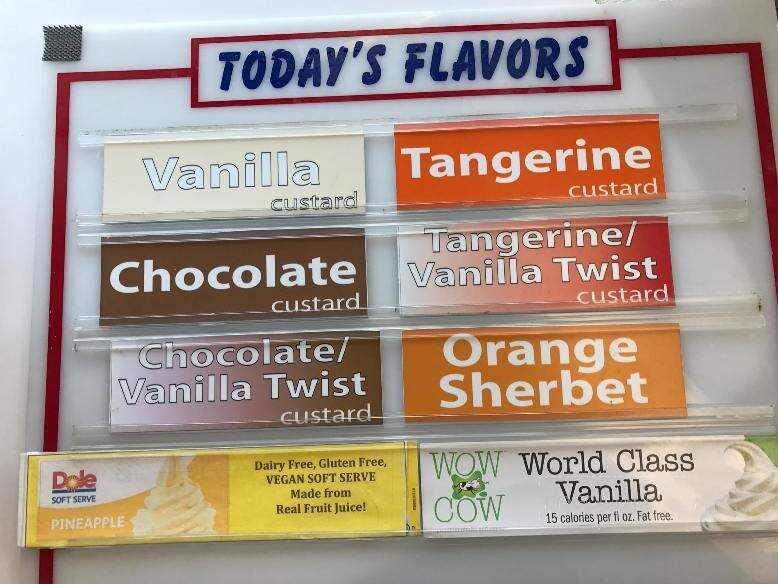 TODAY'S FLAVORS
Vanilla
custard
Tangerine
custard
Chocolate
custard
Tangerine/
Vanilla Twist
custard
Chocolate/
Vanilla Twist
custard
Orange
Sherbet
Dole
SOFT SERVE
PINEAPPLE
Dairy Free, Gluten Free,
VEGAN SOFT SERVE
Made from
Real Fruit Juice!
WOW
COW
World Class
Vanilla
15 calories per fl oz. Fat free.